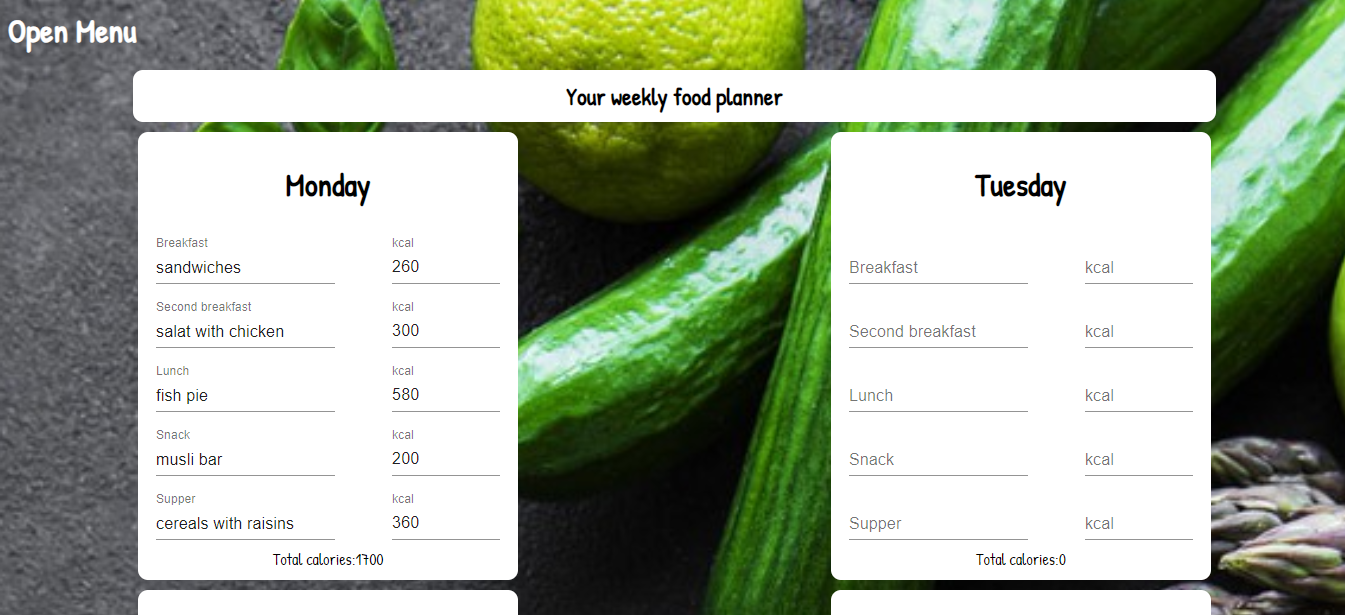 Open Menu
Your weekly food planner
Monday
Breakfast kcal
sandwiches 260
Second breakfast kcal
salat with chicken 300
Lunch kcal
fish pie 580
Snack kcal
musli bar 200
Supper kcal
cereals with raisins 360
Total calories:1700
Tuesday
Breakfast kcal
Second breakfast kcal
Lunch kcal
Snack kcal
Supper kcal
Total calories:0